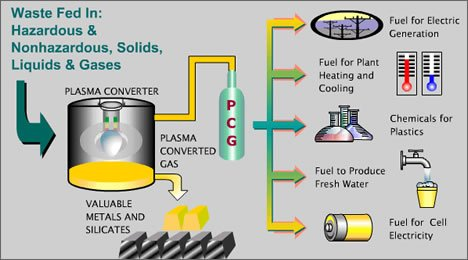 Waste Fed In:
Hazardous &
Nonhazardous, Solids,
Liquids & Gases
PLASMA CONVERTER
PLASMA
CONVERTED
GAS
VALUABLE
METALS AND
SILICATES
P
C
G
Fuel for Electric
Generation
Fuel for Plant
Heating and
Cooling
Chemicals for
Plastics
Fuel to Produce
Fresh Water
Fuel for Cell
Electricity